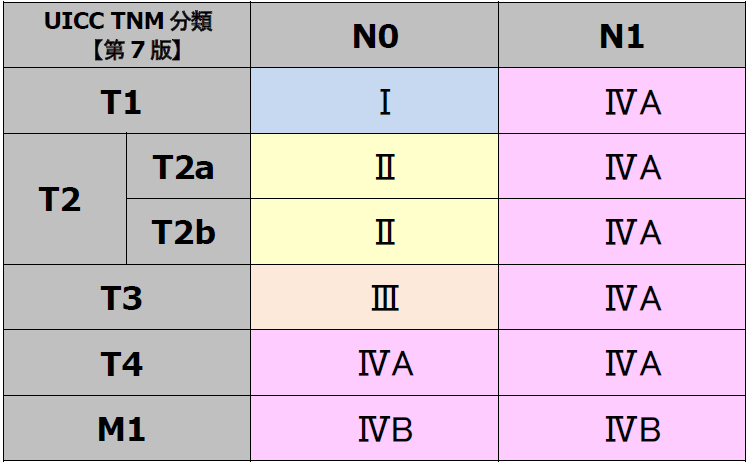 UICC TNM 分類
【第７版】
N0
N1
T1
Ⅰ
ⅣA
T2
T2a
Ⅱ
ⅣA
T2b
Ⅱ
ⅣA
T3
Ⅲ
ⅣA
T4
ⅣA
ⅣA
M1
ⅣB
ⅣB